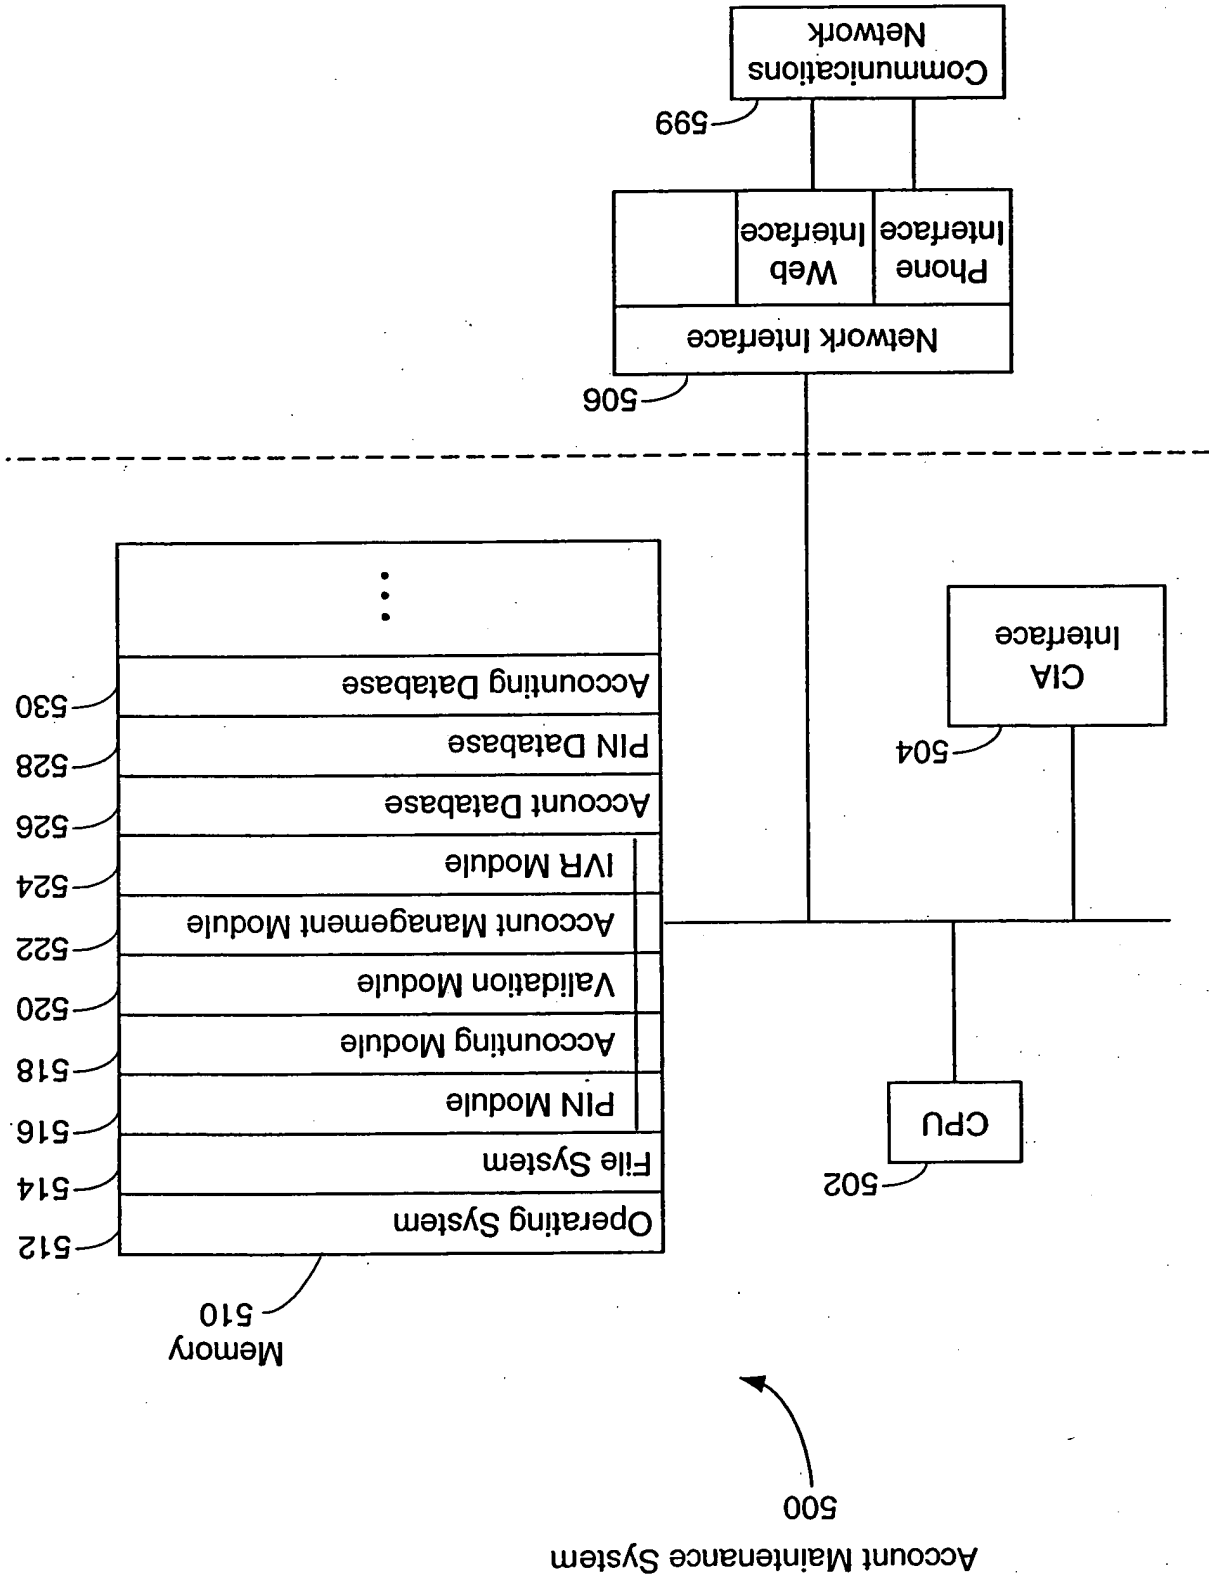 Account Maintenance System
500
Memory
510
502
CPU
504
CIA
Interface
Operating System
512
File System
514
PIN Module
516
Accounting Module
518
Validation Module
520
Account Management Module
522
IVR Module
524
Account Database
526
PIN Database
528
Accounting Database
530
...
506
Network Interface
Phone
Interface
Web
Interface
599
Communications
Network